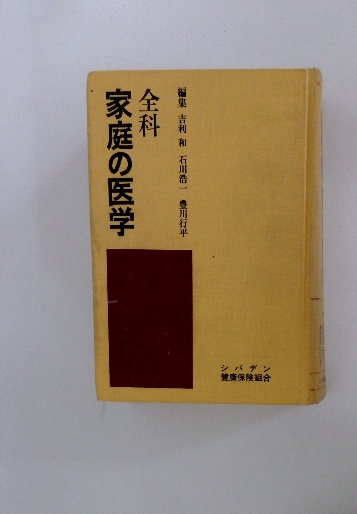 編集 吉利 和 石川浩一 豊川行平
全科
家庭の医学
シバデン
健康保険組合